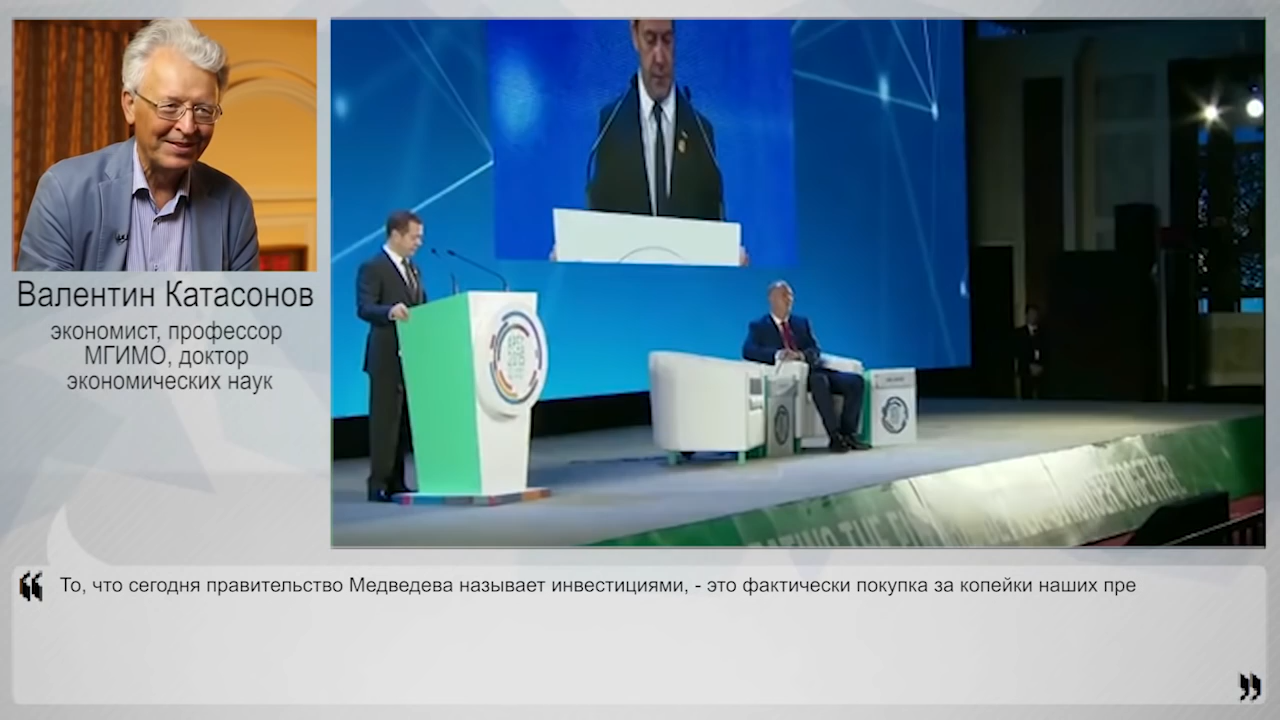 Валентин Катасонов
экономист, профессор
МГИМО, доктор
экономических наук
“
То, что сегодня правительство Медведева называет инвестициями, - это фактически покупка за копейки наших пре
”